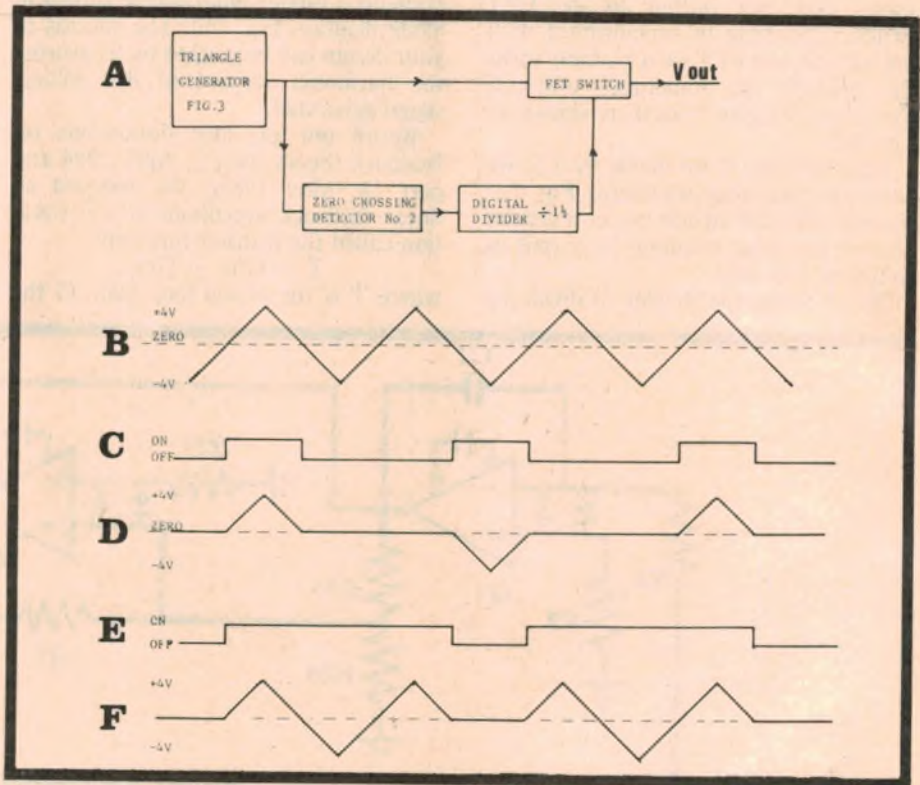 A
TRIANGLE
GENERATOR
FIG.3
FET SWITCH
V out
ZERO CROSSING
DETECTOR No 2
DIGITAL
DIVIDER ÷1½
B
+4V
ZERO
-4V
C
ON
OFF
D
+4V
ZERO
-4V
E
ON
OFF
F
+4V
-4V